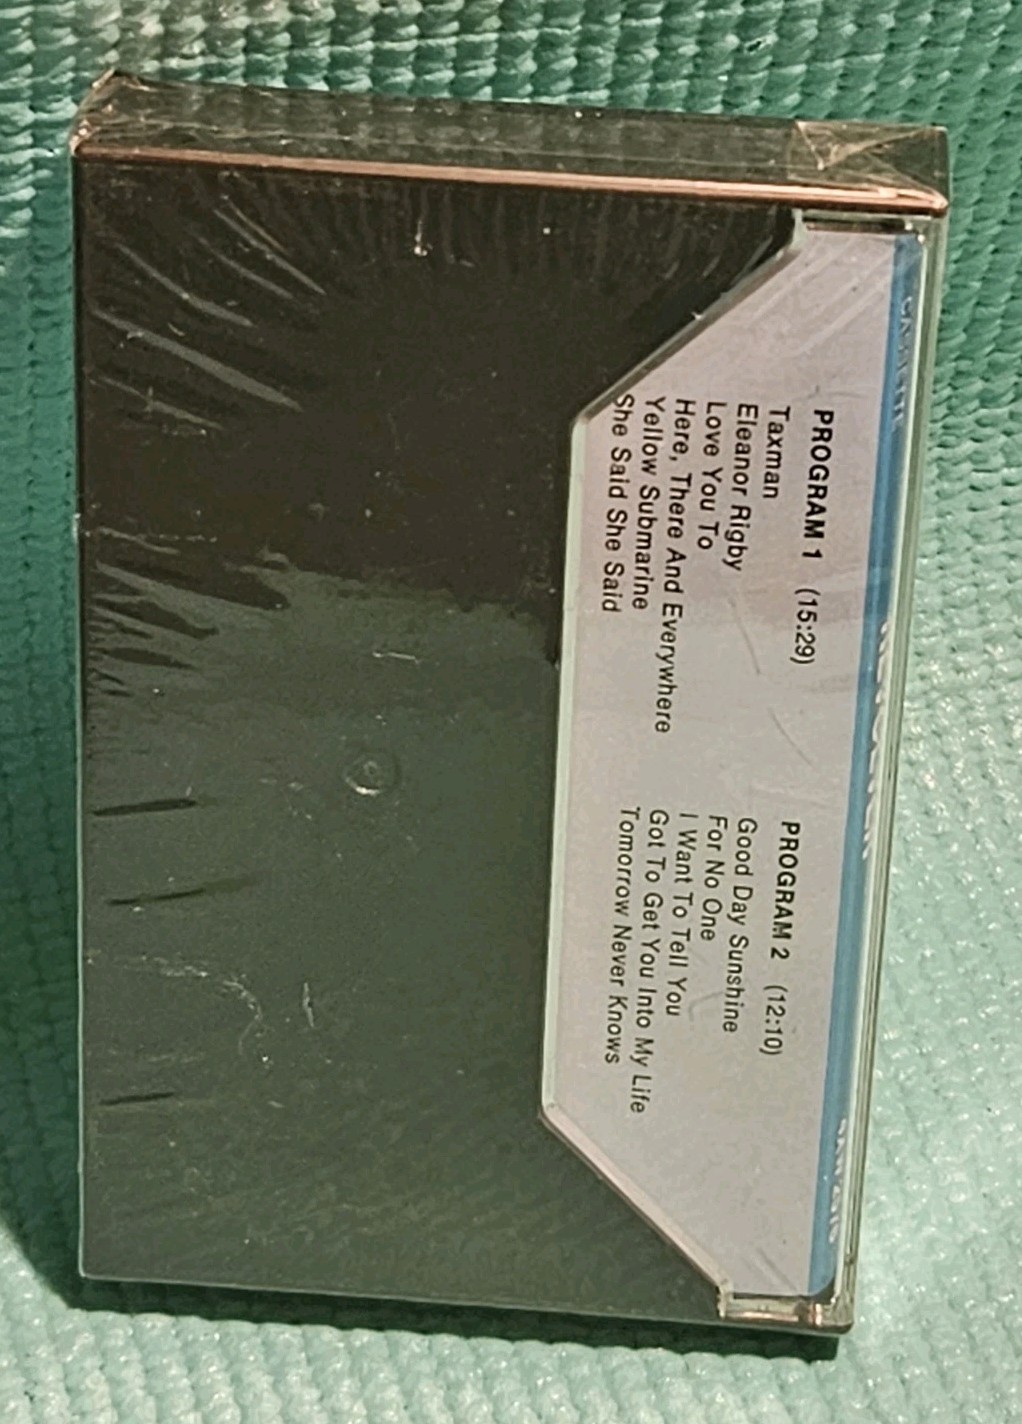 PROGRAM 1 (15:29)
Taxman
Eleanor Rigby
Love You To
Here, There And Everywhere
Yellow Submarine
She Said She Said
PROGRAM 2 (12:10)
Good Day Sunshine
For No One
I Want To Tell You
Got To Get You Into My Life
Tomorrow Never Knows